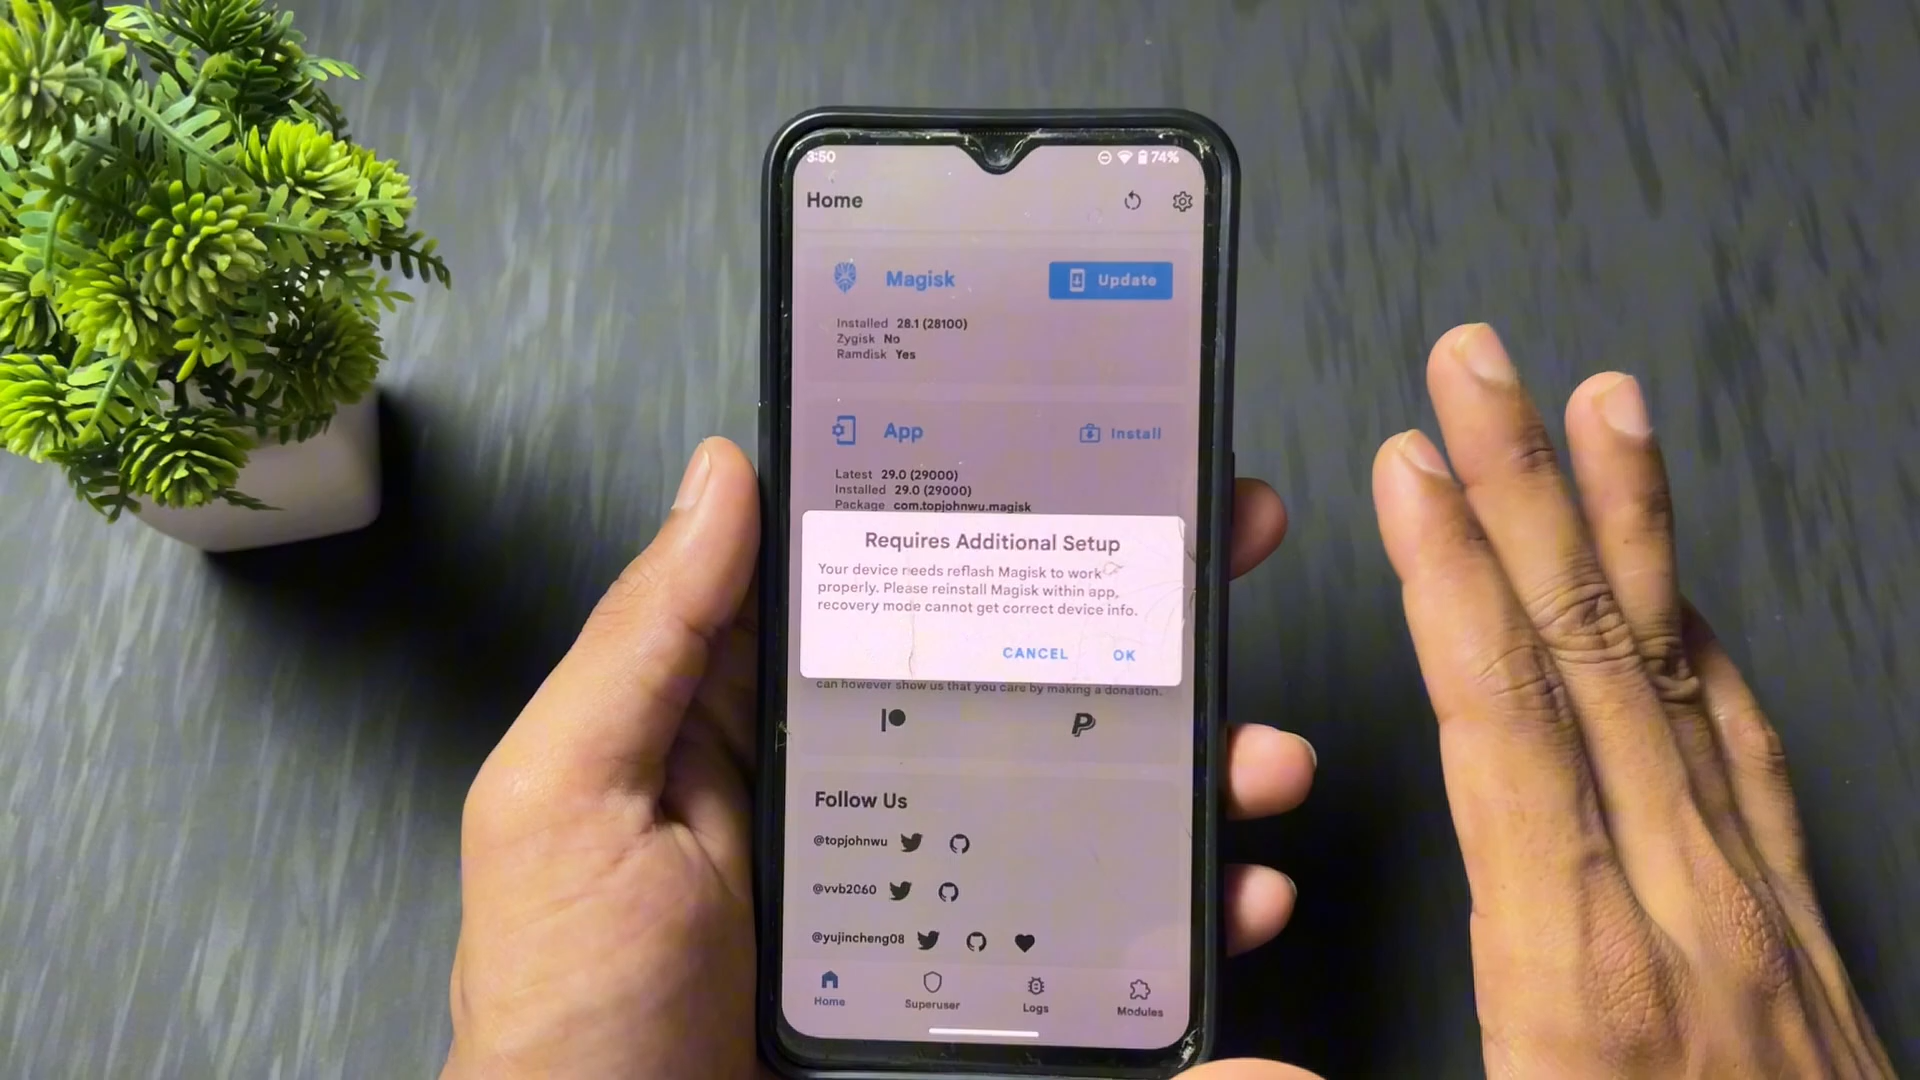 3:50
74%
Home
Magisk
Update
Installed 28.1 (28100)
Zygisk No
Ramdisk Yes
App
Install
Latest 29.0 (29000)
Installed 29.0 (29000)
Package com.topjohnwu.magisk
Requires Additional Setup
Your device needs reflash Magisk to work
properly. Please reinstall Magisk within app,
recovery mode cannot get correct device info.
CANCEL
OK
can however show us that you care by making a donation.
Follow Us
@topjohnwu
@vvb2060
@yujincheng08
Home
Superuser
Logs
Modules